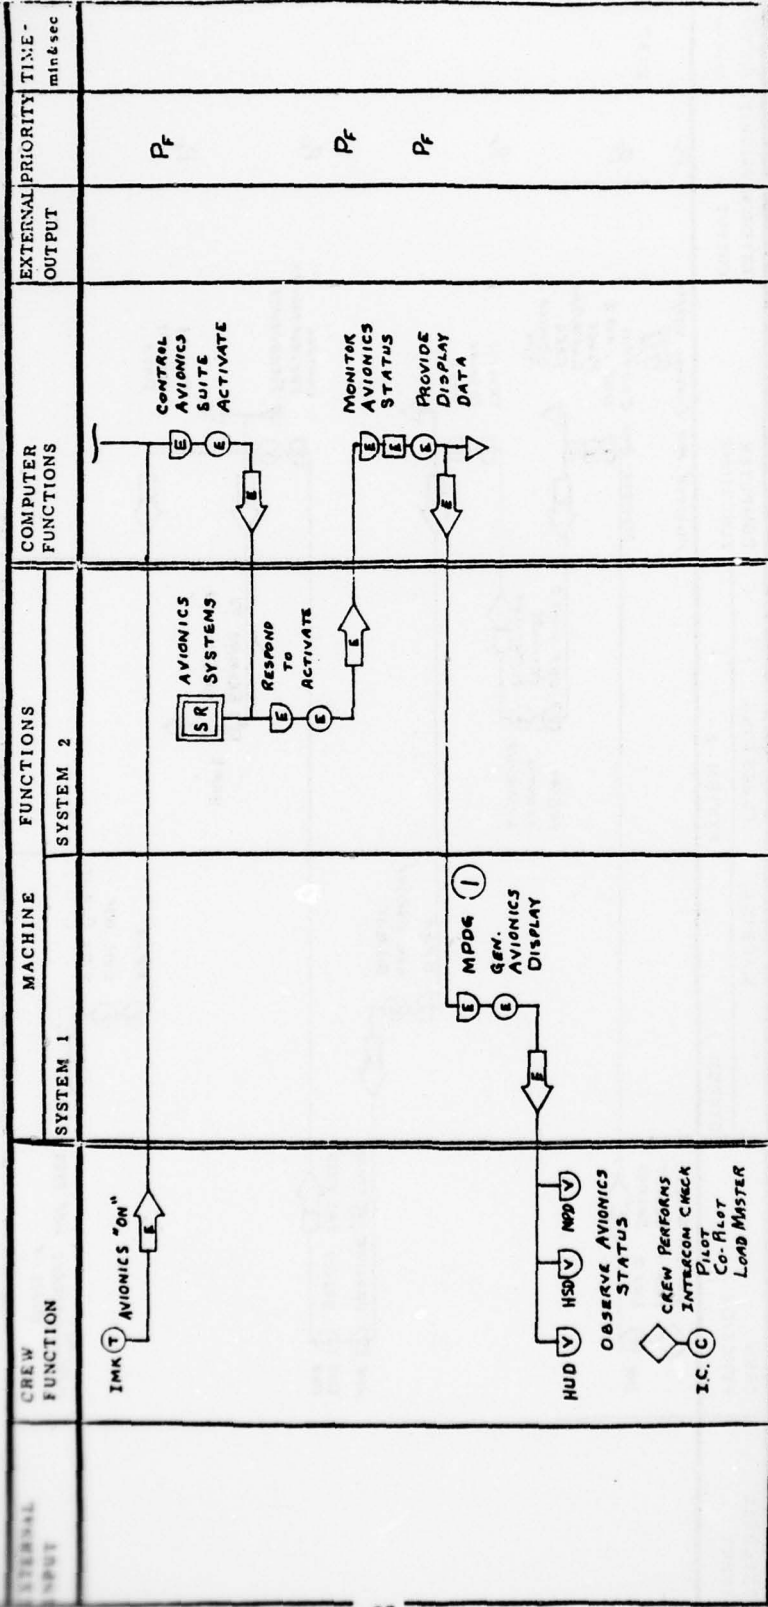 EXTERNAL
INPUT
CREW
FUNCTION
MACHINE FUNCTIONS
SYSTEM 1
SYSTEM 2
COMPUTER
FUNCTIONS
EXTERNAL
OUTPUT
PRIORITY
TIME -
min&sec
IMK T AVIONICS "ON"
E
CONTROL
AVIONICS
SUITE
ACTIVATE
E
E
E
PF
SR
AVIONICS
SYSTEMS
RESPOND
TO
ACTIVATE
E
E
E
MONITOR
AVIONICS
STATUS
E
E
PF
PROVIDE
DISPLAY
DATA
E
E
PF
MPDG 1
E
E
GEN.
AVIONICS
DISPLAY
E
HUD V
HSD V
MPD V
OBSERVE AVIONICS
STATUS
CREW PERFORMS
INTERCOM CHECK
PILOT
CO-PILOT
LOAD MASTER
I.C. C